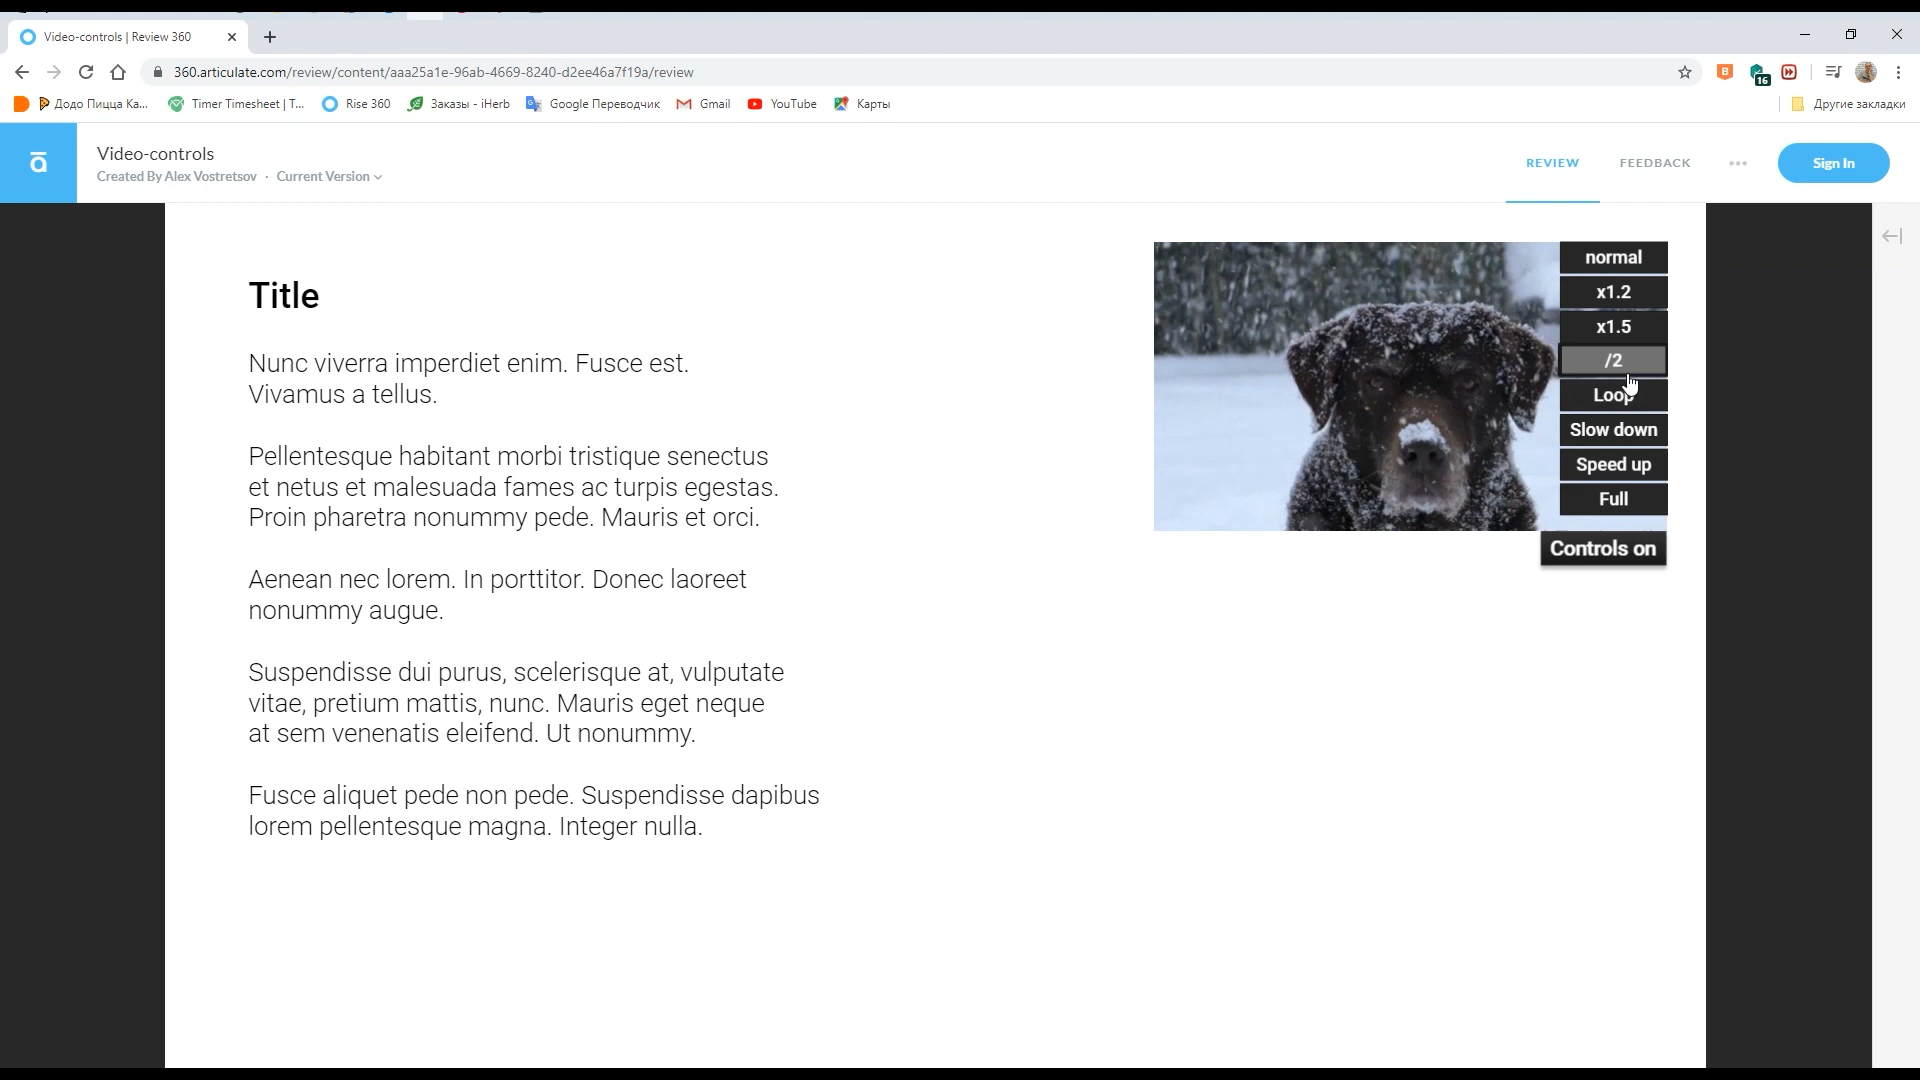 Video-controls | Review 360
360.articulate.com/review/content/aaa25a1e-96ab-4669-8240-d2ee46a7f19a/review
16
Додо Пицца Ка...
Timer Timesheet | T...
Rise 360
Заказы - iHerb
Google Переводчик
Gmail
YouTube
Карты
Другие закладки
Video-controls
Created By Alex Vostretsov · Current Version
REVIEW
FEEDBACK
Sign In
Title
Nunc viverra imperdiet enim. Fusce est.
Vivamus a tellus.
Pellentesque habitant morbi tristique senectus
et netus et malesuada fames ac turpis egestas.
Proin pharetra nonummy pede. Mauris et orci.
Aenean nec lorem. In porttitor. Donec laoreet
nonummy augue.
Suspendisse dui purus, scelerisque at, vulputate
vitae, pretium mattis, nunc. Mauris eget neque
at sem venenatis eleifend. Ut nonummy.
Fusce aliquet pede non pede. Suspendisse dapibus
lorem pellentesque magna. Integer nulla.
normal
x1.2
x1.5
/2
Loop
Slow down
Speed up
Full
Controls on